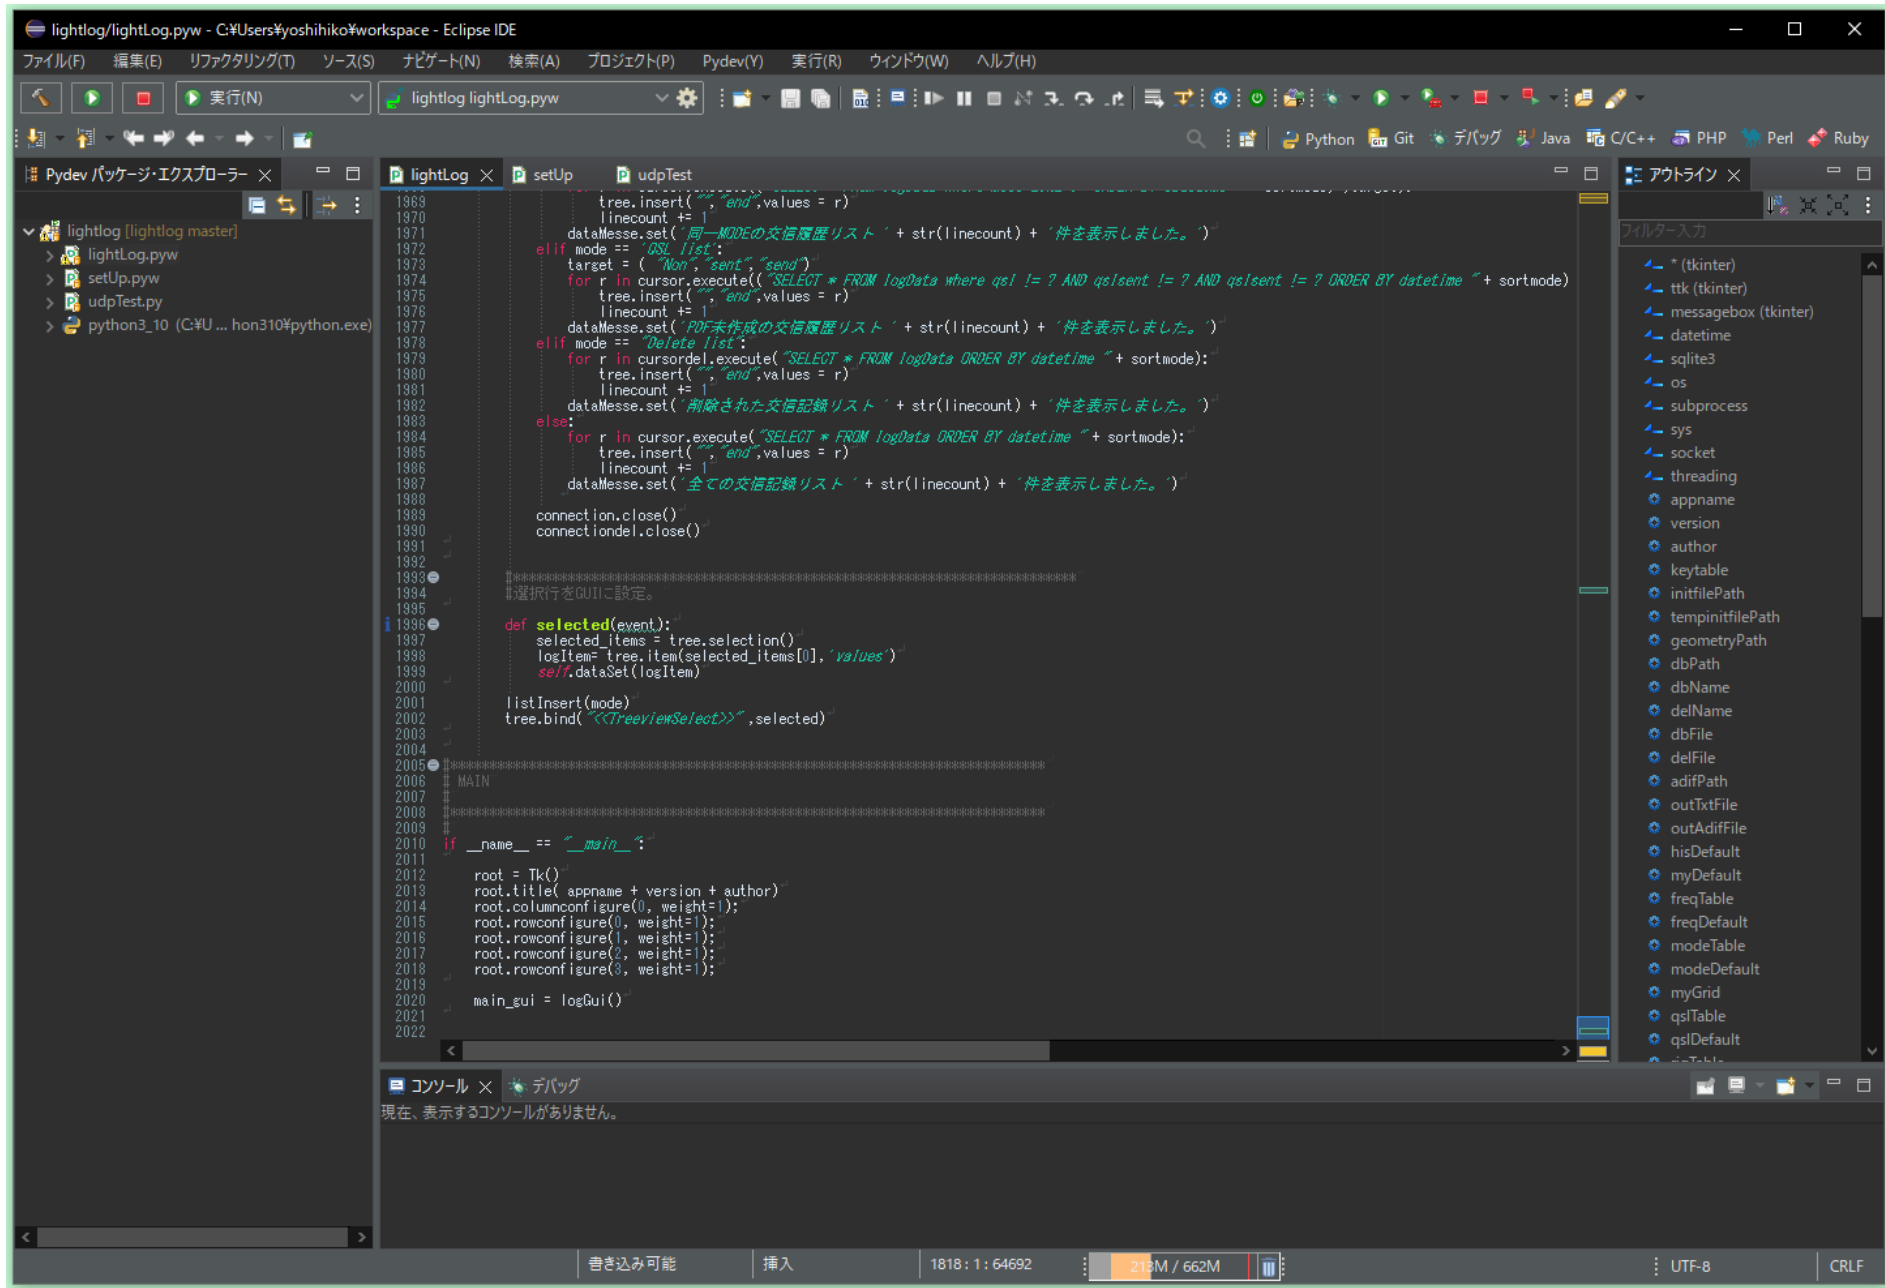 lightlog/lightLog.pyw - C:¥Users¥yoshihiko¥workspace - Eclipse IDE
ファイル(F) 編集(E) リファクタリング(T) ソース(S) ナビゲート(N) 検索(A) プロジェクト(P) Pydev(Y) 実行(R) ウィンドウ(W) ヘルプ(H)
実行(N) lightlog lightLog.pyw
Python Git デバッグ Java C/C++ PHP Perl Ruby
Pydev パッケージ・エクスプローラー
lightlog [lightlog master]
lightLog.pyw
setUp.pyw
udpTest.py
python3_10 (C:¥U ... hon310¥python.exe)
lightLog setUp udpTest
1969 tree.insert("","end",values = r)
1970 linecount += 1
1971 dataMesse.set('同一MODEの交信履歴リスト ' + str(linecount) + '件を表示しました。')
1972 elif mode == 'QSL list':
1973 target = ( "Non","sent","send")
1974 for r in cursor.execute(("SELECT * FROM logData where qsl != ? AND qslsent != ? AND qslsent != ? ORDER BY datetime "+ sortmode)
1975 tree.insert("","end",values = r)
1976 linecount += 1
1977 dataMesse.set('PDF未作成の交信履歴リスト ' + str(linecount) + '件を表示しました。')
1978 elif mode == "Delete list":
1979 for r in cursordel.execute("SELECT * FROM logData ORDER BY datetime "+ sortmode):
1980 tree.insert("","end",values = r)
1981 linecount += 1
1982 dataMesse.set('削除された交信記録リスト ' + str(linecount) + '件を表示しました。')
1983 else:
1984 for r in cursor.execute("SELECT * FROM logData ORDER BY datetime "+ sortmode):
1985 tree.insert("","end",values = r)
1986 linecount += 1
1987 dataMesse.set('全ての交信記録リスト ' + str(linecount) + '件を表示しました。')
1988
1989 connection.close()
1990 connectiondel.close()
1991
1992
1993 #************************************************************************
1994 #選択行をGUIに設定。
1995
1996 def selected(event):
1997 selected_items = tree.selection()
1998 logItem= tree.item(selected_items[0],'values')
1999 self.dataSet(logItem)
2000
2001 listInsert(mode)
2002 tree.bind("<<TreeviewSelect>>",selected)
2003
2004
2005 #****************************************************************************
2006 # MAIN
2007 #
2008 #****************************************************************************
2009 #
2010 if __name__ == "__main__":
2011
2012 root = Tk()
2013 root.title( appname + version + author)
2014 root.columnconfigure(0, weight=1);
2015 root.rowconfigure(0, weight=1);
2016 root.rowconfigure(1, weight=1);
2017 root.rowconfigure(2, weight=1);
2018 root.rowconfigure(3, weight=1);
2019
2020 main_gui = logGui()
2021
2022
アウトライン
フィルター入力
* (tkinter)
ttk (tkinter)
messagebox (tkinter)
datetime
sqlite3
os
subprocess
sys
socket
threading
appname
version
author
keytable
initfilePath
tempinitfilePath
geometryPath
dbPath
dbName
delName
dbFile
delFile
adifPath
outTxtFile
outAdifFile
hisDefault
myDefault
freqTable
freqDefault
modeTable
modeDefault
myGrid
qslTable
qslDefault
コンソール デバッグ
現在、表示するコンソールがありません。
書き込み可能 挿入 1818 : 1 : 64692 213M / 662M UTF-8 CRLF